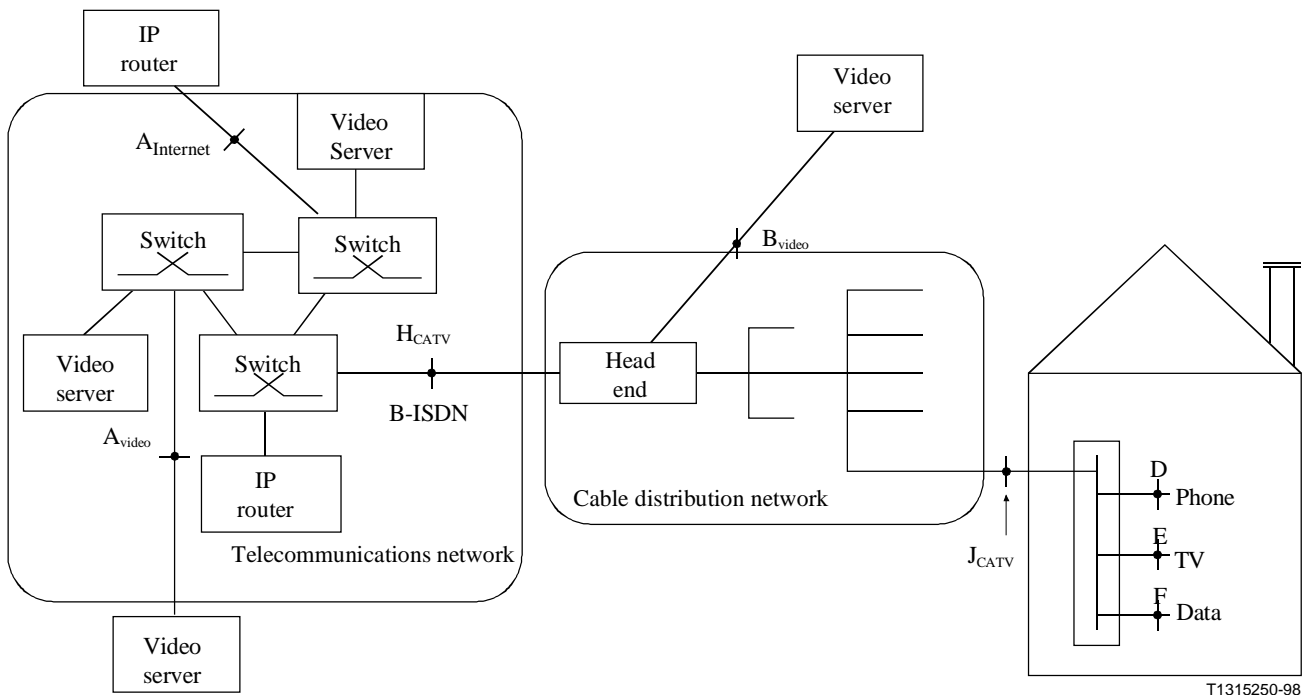 IP
router
Video
server
A_Internet
Video
Server
B_video
Switch
Switch
H_CATV
Video
server
Switch
Head
end
B-ISDN
A_video
IP
router
D
Phone
Cable distribution network
Telecommunications network
J_CATV
E
TV
F
Data
Video
server
T1315250-98